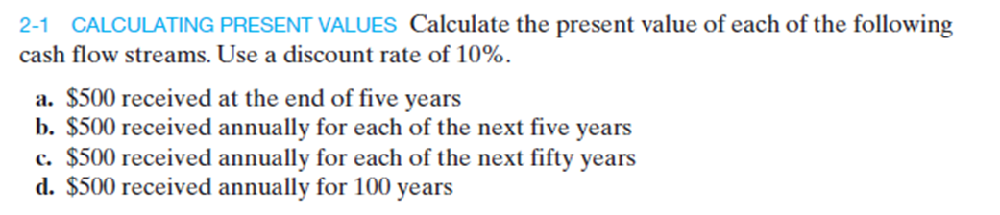 2-1 CALCULATING PRESENT VALUES Calculate the present value of each of the following
cash flow streams. Use a discount rate of 10%.
a. $500 received at the end of five years
b. $500 received annually for each of the next five years
c. $500 received annually for each of the next fifty years
d. $500 received annually for 100 years